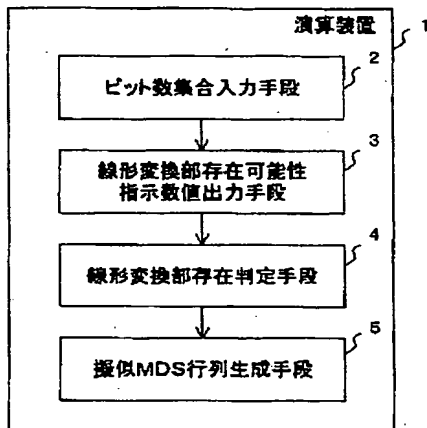 演算装置
1
2
ビット数集合入力手段
3
線形変換部存在可能性
指示数値出力手段
4
線形変換部存在判定手段
5
擬似MDS行列生成手段